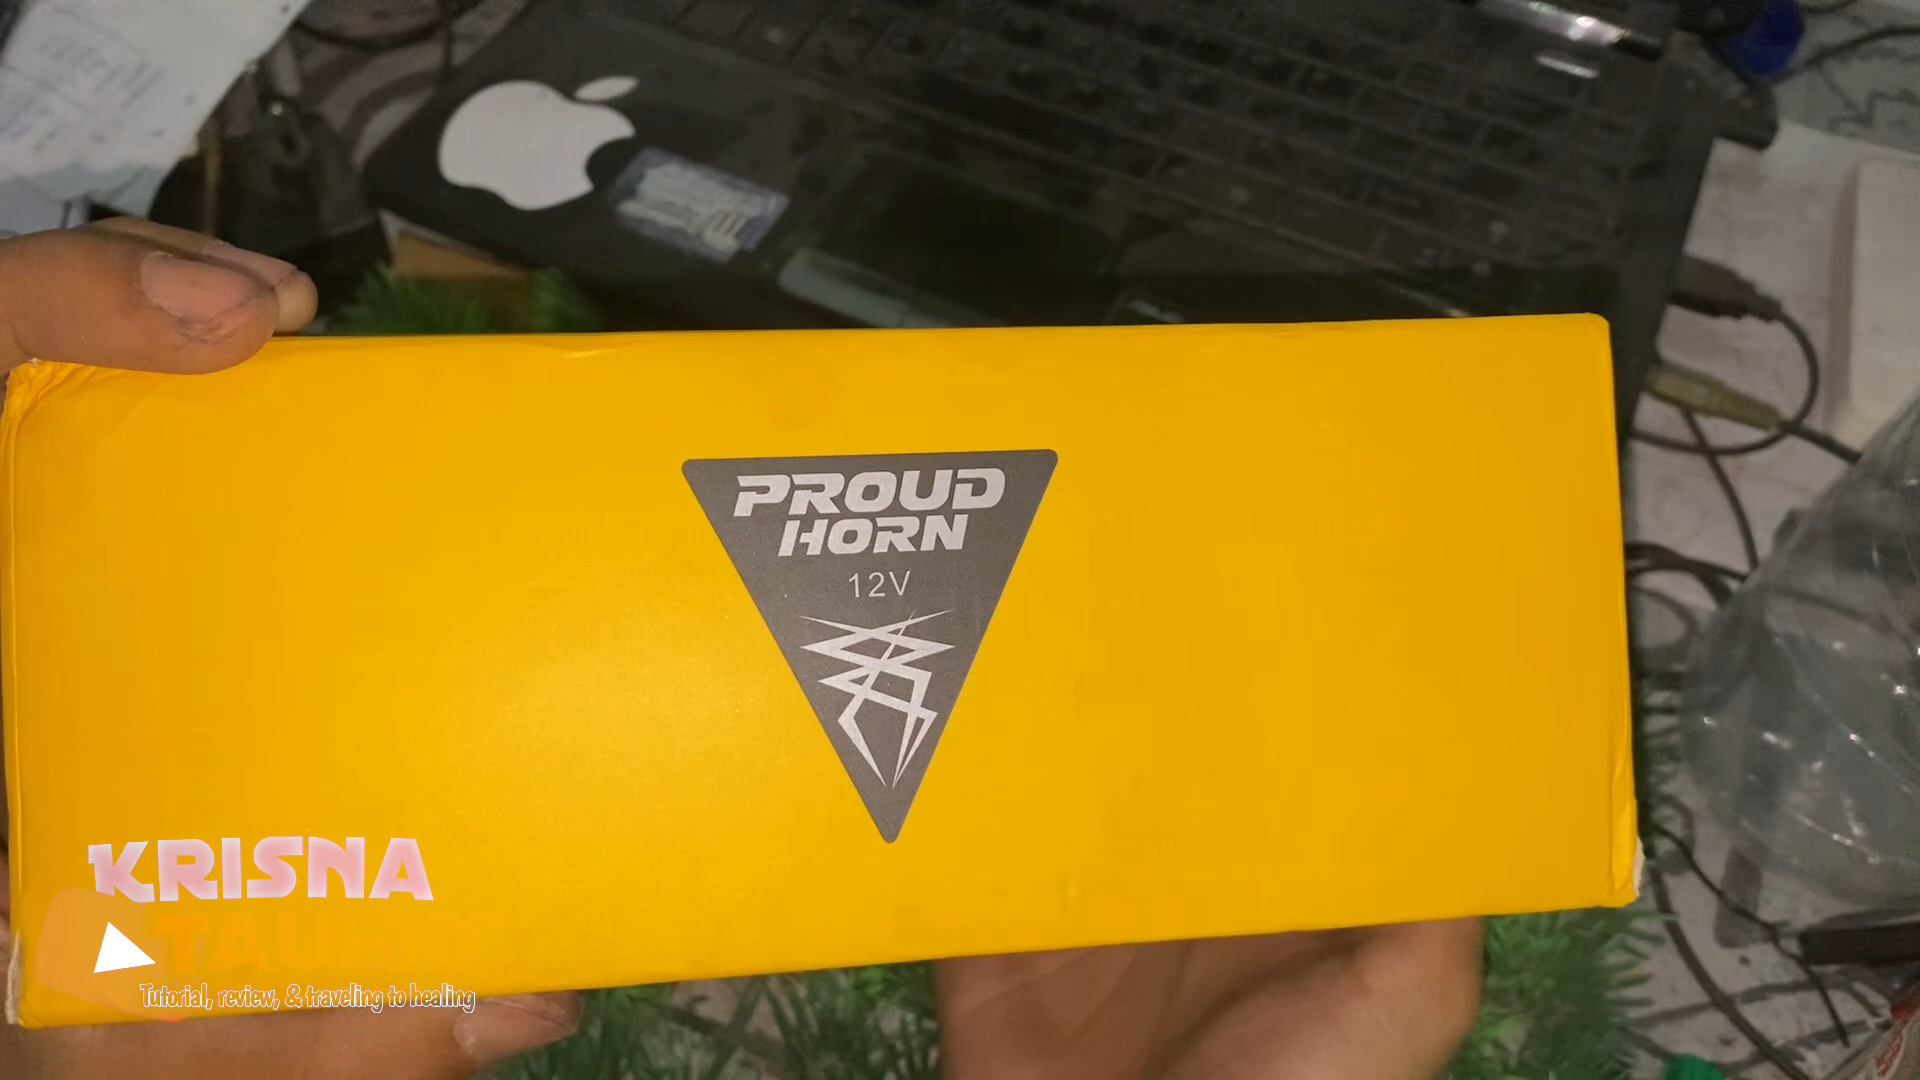 PROUD
HORN
12V
KRISNA
Tutorial, review, & traveling to healing